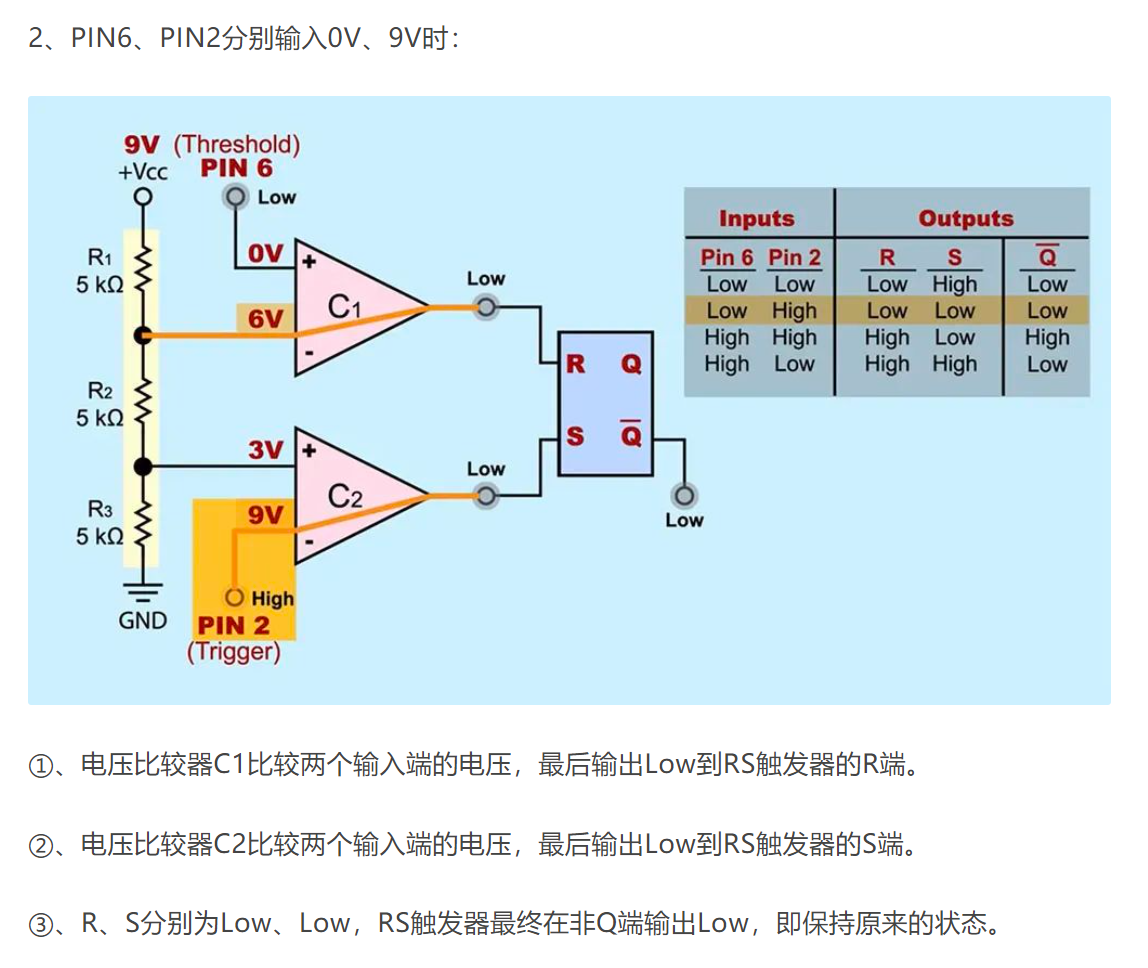 2、PIN6、PIN2分别输入0V、9V时：
9V (Threshold)
+Vcc PIN 6
Low
R1
5 kΩ
0V
+
C1
6V
-
Low
R2
5 kΩ
R Q
S Q̅
Low
3V
+
C2
9V
-
Low
R3
5 kΩ
High
GND
PIN 2
(Trigger)
Inputs Outputs
Pin 6 Pin 2 R S Q̅
Low Low Low High Low
Low High Low Low Low
High High High Low High
High Low High High Low
①、电压比较器C1比较两个输入端的电压，最后输出Low到RS触发器的R端。
②、电压比较器C2比较两个输入端的电压，最后输出Low到RS触发器的S端。
③、R、S分别为Low、Low，RS触发器最终在非Q端输出Low，即保持原来的状态。